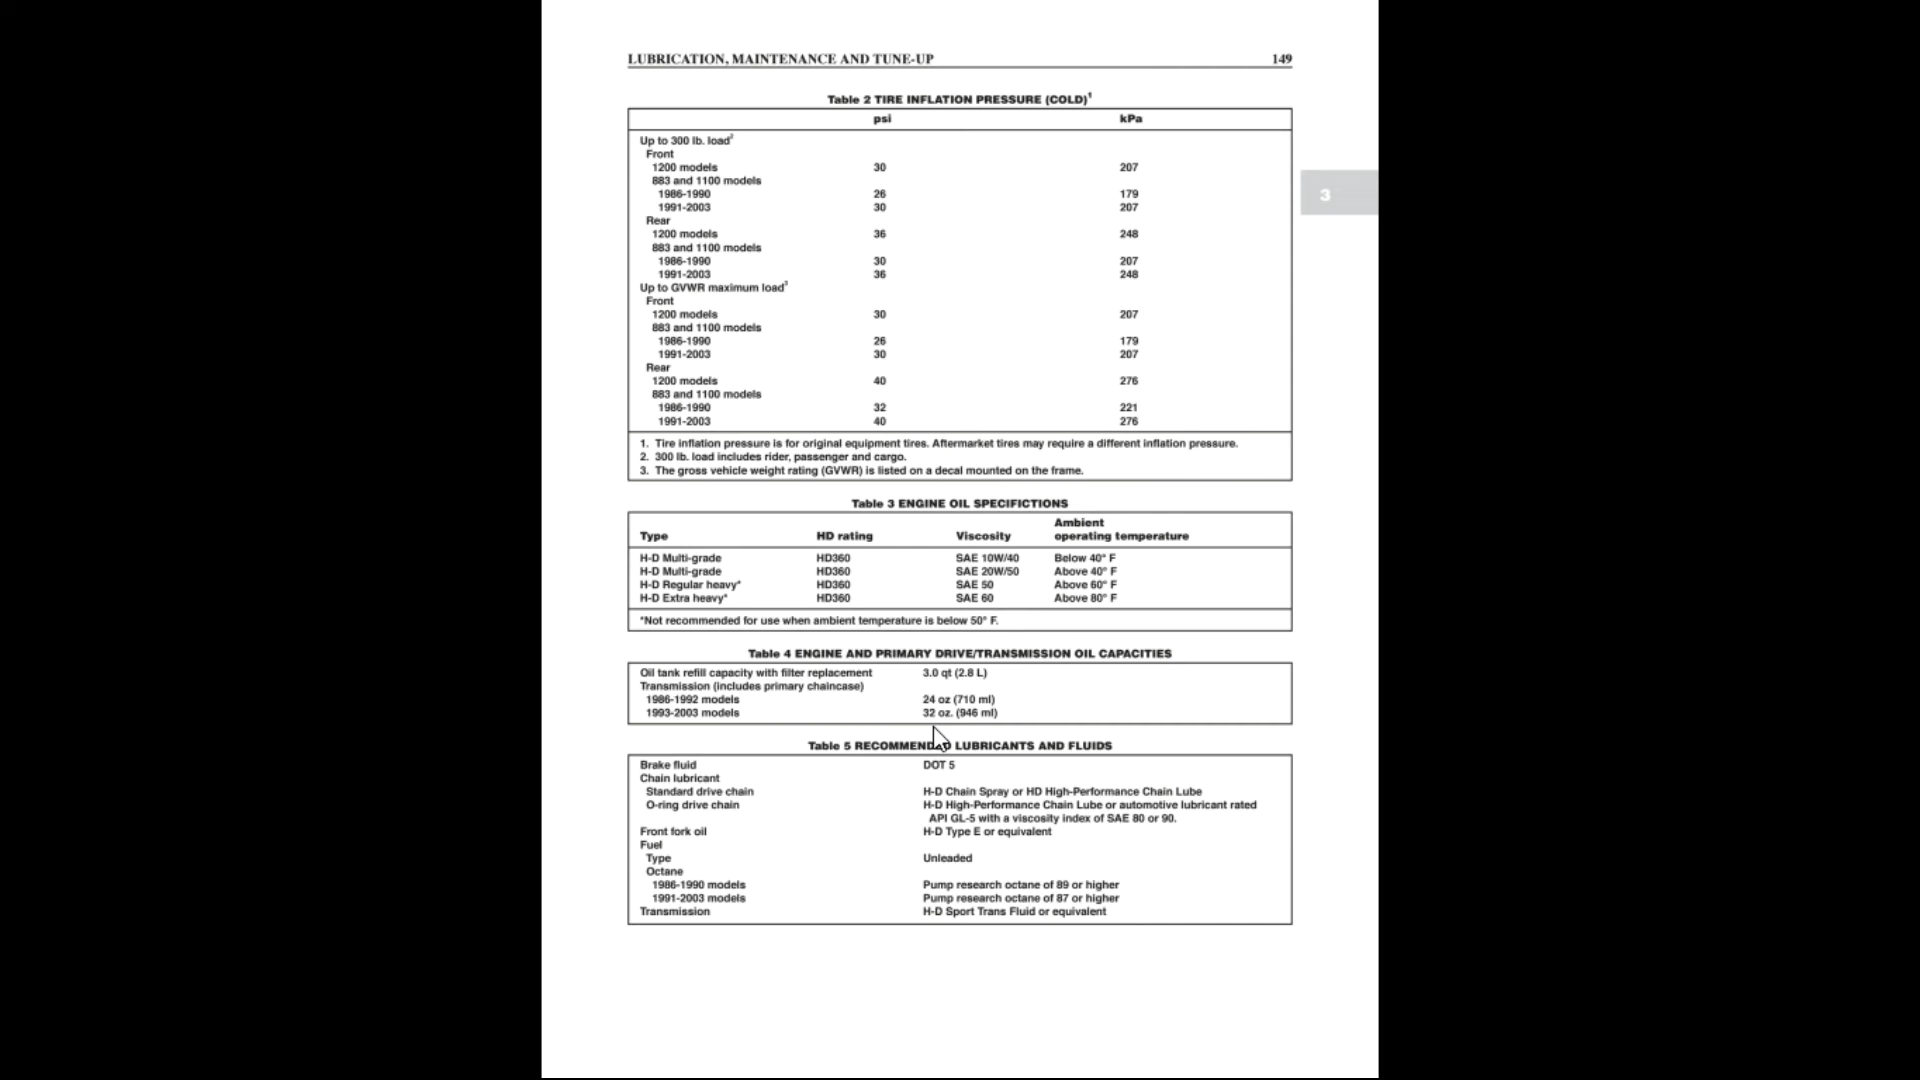 LUBRICATION, MAINTENANCE AND TUNE-UP 149
Table 2 TIRE INFLATION PRESSURE (COLD)1
psi kPa
Up to 300 lb. load2
Front
1200 models 30 207
883 and 1100 models
1986-1990 26 179
1991-2003 30 207
Rear
1200 models 36 248
883 and 1100 models
1986-1990 30 207
1991-2003 36 248
Up to GVWR maximum load3
Front
1200 models 30 207
883 and 1100 models
1986-1990 26 179
1991-2003 30 207
Rear
1200 models 40 276
883 and 1100 models
1986-1990 32 221
1991-2003 40 276
1. Tire inflation pressure is for original equipment tires. Aftermarket tires may require a different inflation pressure.
2. 300 lb. load includes rider, passenger and cargo.
3. The gross vehicle weight rating (GVWR) is listed on a decal mounted on the frame.
3
Table 3 ENGINE OIL SPECIFICTIONS
Ambient
Type HD rating Viscosity operating temperature
H-D Multi-grade HD360 SAE 10W/40 Below 40° F
H-D Multi-grade HD360 SAE 20W/50 Above 40° F
H-D Regular heavy* HD360 SAE 50 Above 60° F
H-D Extra heavy* HD360 SAE 60 Above 80° F
*Not recommended for use when ambient temperature is below 50° F.
Table 4 ENGINE AND PRIMARY DRIVE/TRANSMISSION OIL CAPACITIES
Oil tank refill capacity with filter replacement 3.0 qt (2.8 L)
Transmission (includes primary chaincase)
1986-1992 models 24 oz (710 ml)
1993-2003 models 32 oz. (946 ml)
Table 5 RECOMMENDED LUBRICANTS AND FLUIDS
Brake fluid DOT 5
Chain lubricant
Standard drive chain H-D Chain Spray or HD High-Performance Chain Lube
O-ring drive chain H-D High-Performance Chain Lube or automotive lubricant rated
API GL-5 with a viscosity index of SAE 80 or 90.
Front fork oil H-D Type E or equivalent
Fuel
Type Unleaded
Octane
1986-1990 models Pump research octane of 89 or higher
1991-2003 models Pump research octane of 87 or higher
Transmission H-D Sport Trans Fluid or equivalent